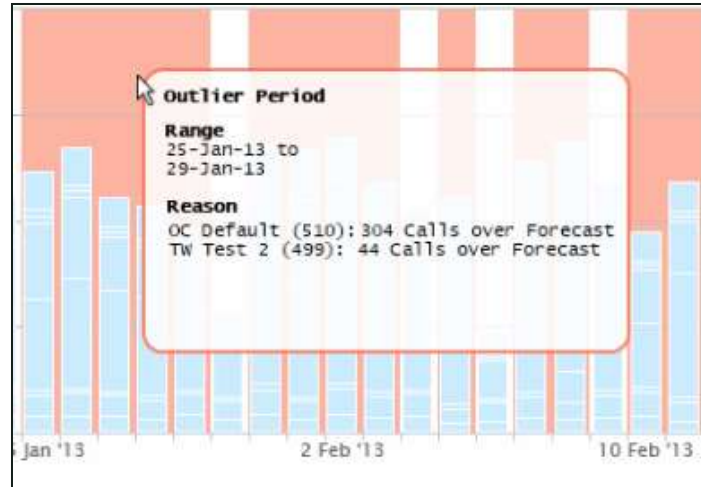 Outlier Period
Range
25-Jan-13 to
29-Jan-13
Reason
OC Default (510): 304 Calls over Forecast
TW Test 2 (499): 44 Calls over Forecast
Jan '13
2 Feb '13
10 Feb '13